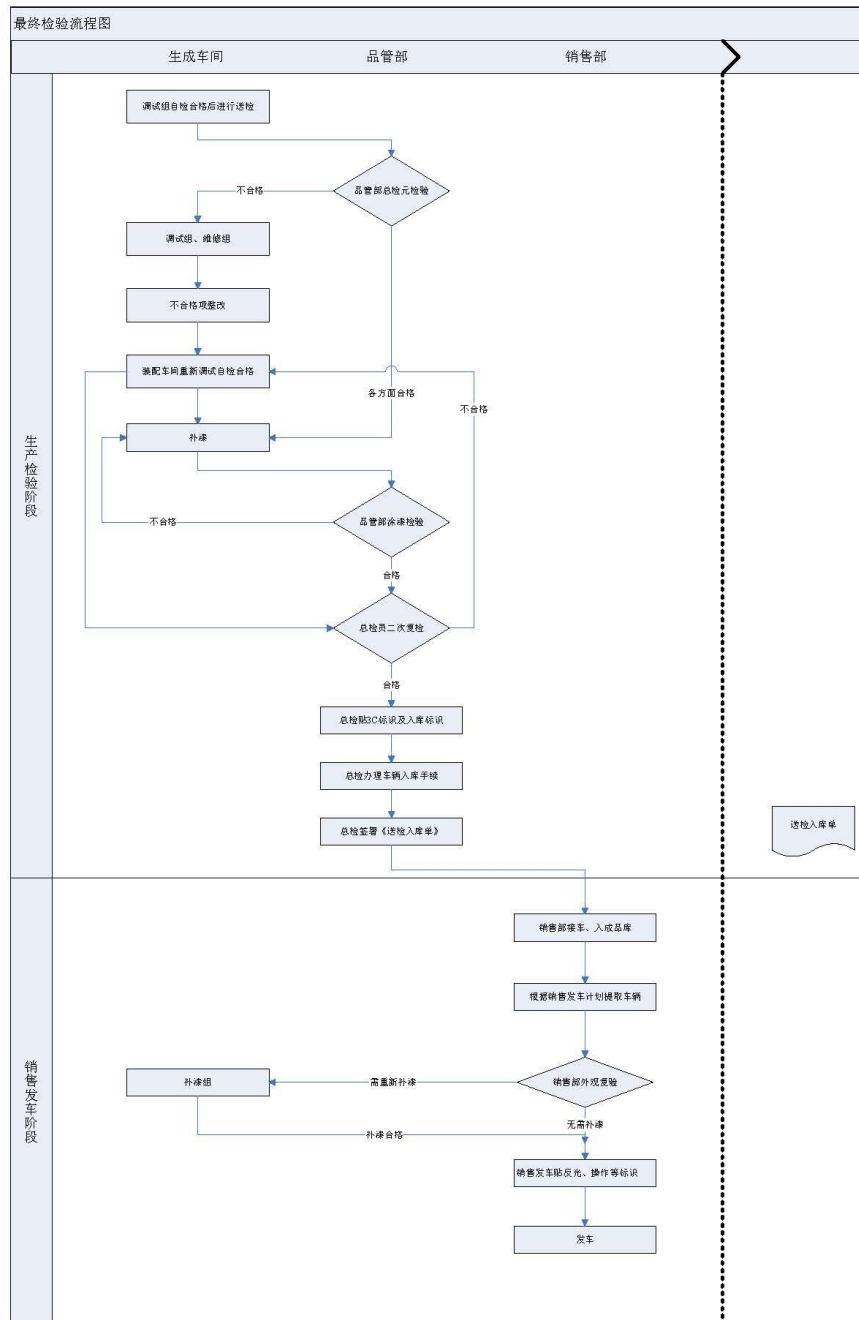 最终检验流程图
生成车间
品管部
销售部
生产检验阶段
调试组自检合格后进行送检
品管部总检元检验
不合格
调试组、维修组
不合格项整改
装配车间重新调试自检合格
各方面合格
不合格
补漆
品管部涂漆检验
不合格
合格
总检员二次复检
合格
总检贴3C标识及入库标识
总检办理车辆入库手续
总检签署《送检入库单》
送检入库单
销售发车阶段
销售部接车、入成品库
根据销售发车计划提取车辆
销售部外观复验
需重新补漆
补漆组
无需补漆
补漆合格
销售发车贴反光、操作等标识
发车